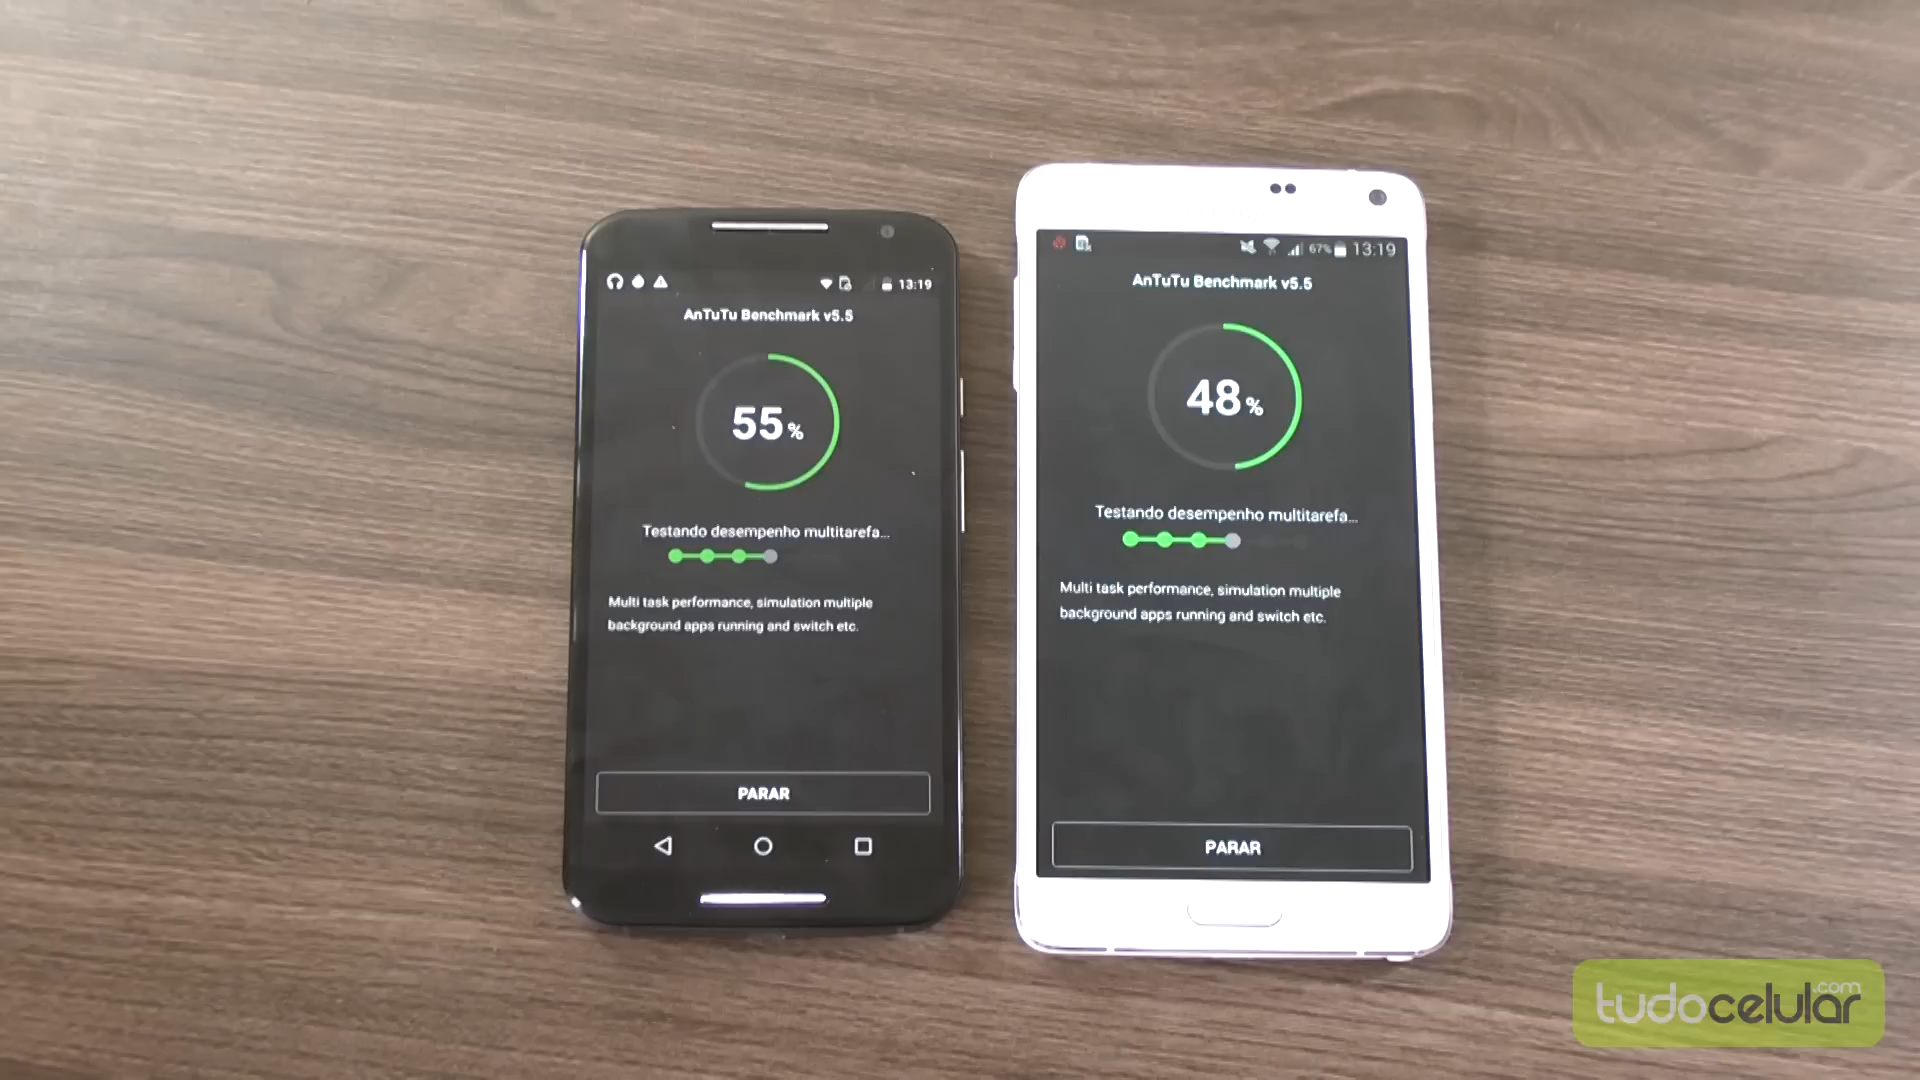 13:19
AnTuTu Benchmark v5.5
55%
Testando desempenho multitarefa...
Multi task performance, simulation multiple
background apps running and switch etc.
PARAR
67% 13:19
AnTuTu Benchmark v5.5
48%
Testando desempenho multitarefa...
Multi task performance, simulation multiple
background apps running and switch etc.
PARAR
tudocelular.com